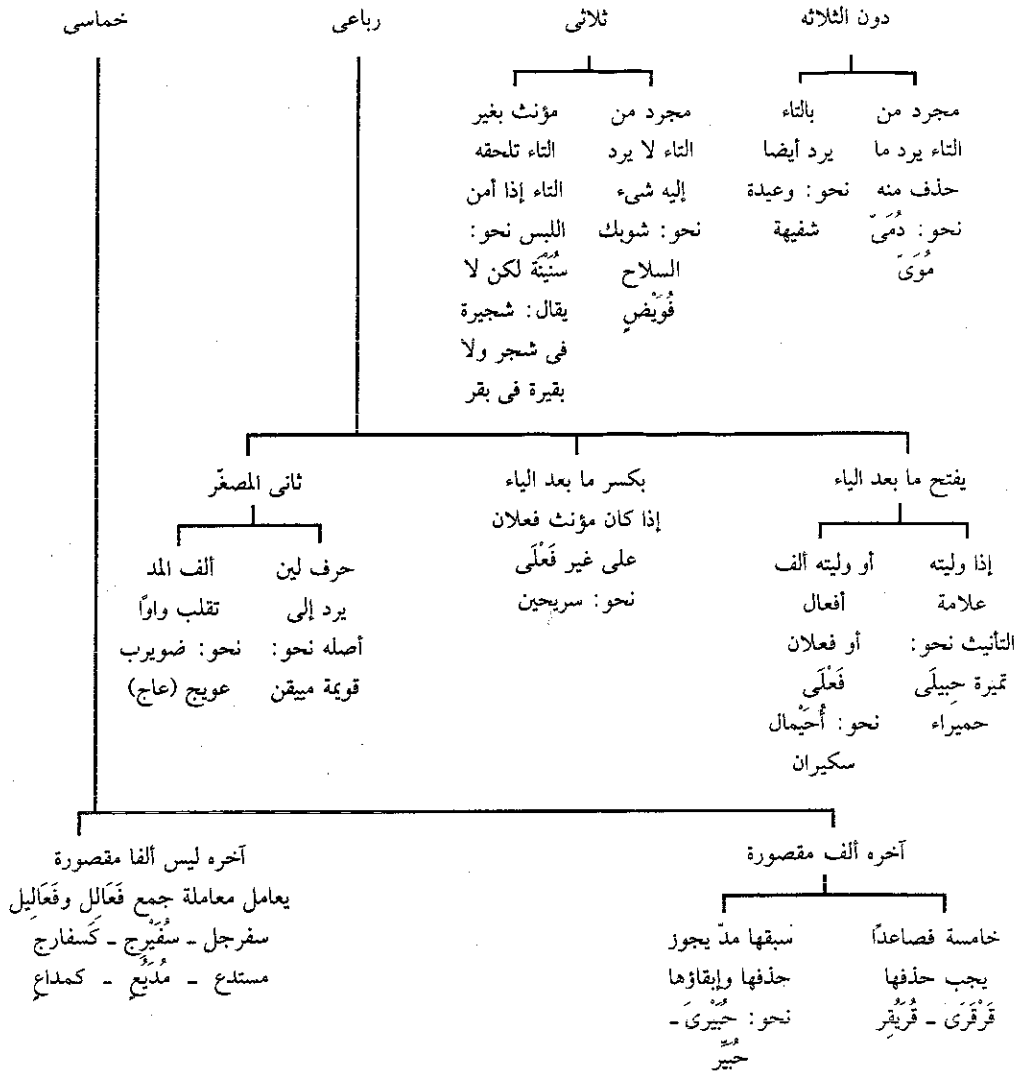 دون الثلاثه
ثلاثى
رباعى
خماسى
مجرد من
التاء يرد ما
حذف منه
نحو: دُمَىّ
مُوَىّ
بالتاء
يرد أيضا
نحو: وعيدة
شفيهة
مجرد من
التاء لا يرد
إليه شىء
نحو: شويك
السلاح
فُوَيْضٍ
مؤنث بغير
التاء تلحقه
التاء إذا أمن
اللبس نحو:
سُنَيْنَة لكن لا
يقال: شجيرة
فى شجر ولا
بقيرة فى بقر
يفتح ما بعد الياء
إذا وليته
علامة
التأنيث نحو:
تميرة حبيلَى
حميراء
أو وليته ألف
أفعال
أو فعلان
فَعْلَى
نحو: أُحَيْمال
سكيران
بكسر ما بعد الياء
إذا كان مؤنث فعلان
على غير فَعْلَى
نحو: سريحين
ثانى المصغّر
حرف لين
يرد إلى
أصله نحو:
قويمة مييقن
ألف المد
تقلب واوًا
نحو: ضويرب
عويج (عاج)
آخره ألف مقصورة
خامسة فصاعدًا
يجب حذفها
قَرْقَرَى - قُرَيْقِر
سبقها مدّ يجوز
حذفها وإبقاؤها
نحو: حُبَيْرىَ -
حُبَيِّر
آخره ليس ألفا مقصورة
يعامل معاملة جمع فَعَالِل وفَعَالِيل
سفرجل - سُفَيْرِج - كَسفارج
مستدع - مُدَيْعٍ - كمداعٍ